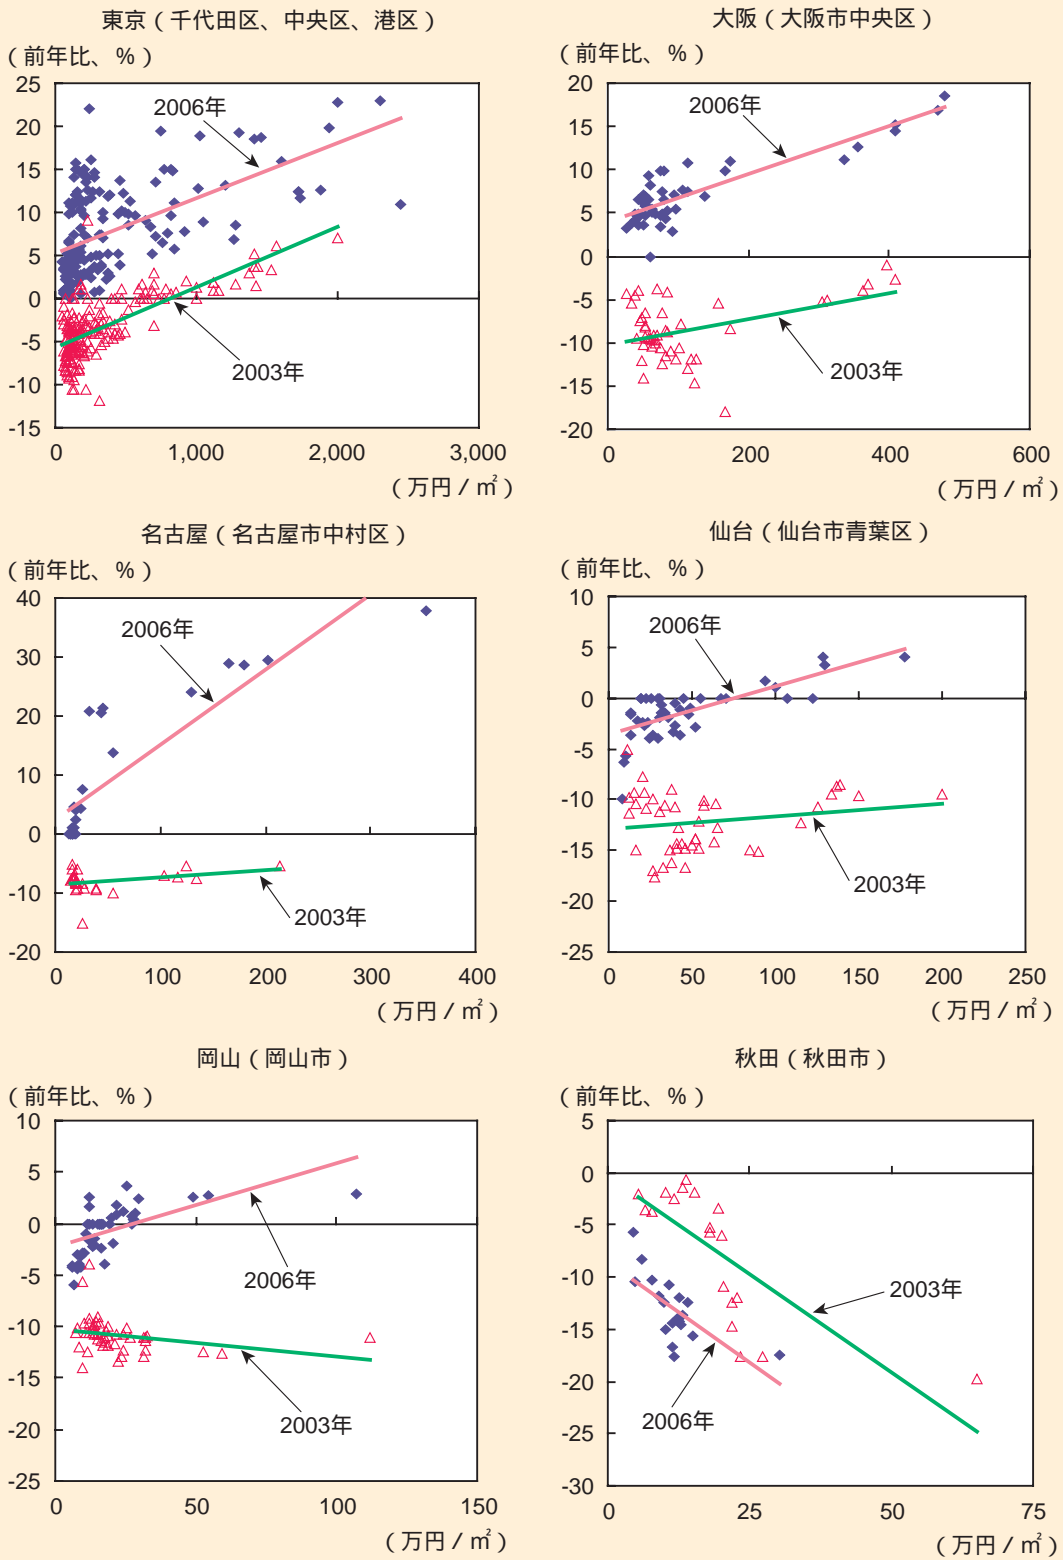 東京（千代田区、中央区、港区）
（前年比、％）
25
20
15
10
5
0
-5
-10
-15
2006年
2003年
0 1,000 2,000 3,000
（万円／㎡）
大阪（大阪市中央区）
（前年比、％）
20
15
10
5
0
-5
-10
-15
-20
2006年
2003年
0 200 400 600
（万円／㎡）
名古屋（名古屋市中村区）
（前年比、％）
40
30
20
10
0
-10
-20
2006年
2003年
0 100 200 300 400
（万円／㎡）
仙台（仙台市青葉区）
（前年比、％）
10
5
0
-5
-10
-15
-20
-25
2006年
2003年
0 50 100 150 200 250
（万円／㎡）
岡山（岡山市）
（前年比、％）
10
5
0
-5
-10
-15
-20
-25
2006年
2003年
0 50 100 150
（万円／㎡）
秋田（秋田市）
（前年比、％）
5
0
-5
-10
-15
-20
-25
-30
2003年
2006年
0 25 50 75
（万円／㎡）